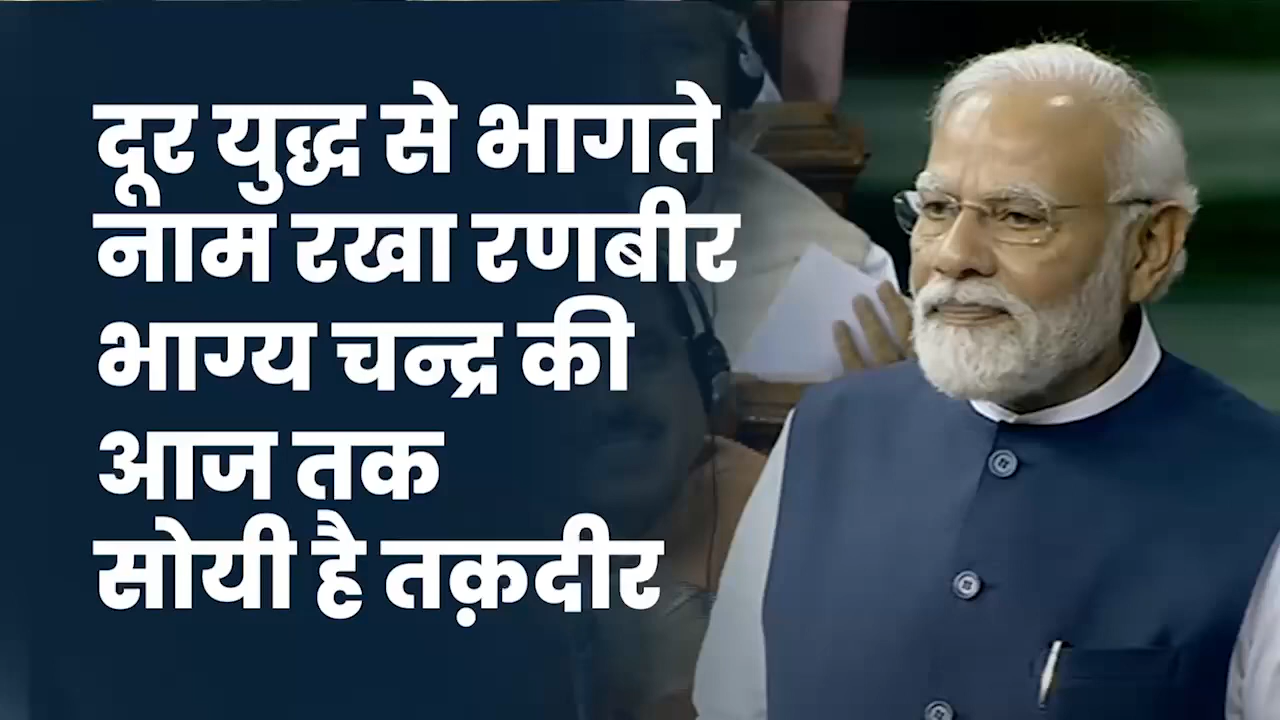 दूर युद्ध से भागते
नाम रखा रणबीर
भाग्य चन्द्र की
आज तक
सोयी है तक़दीर